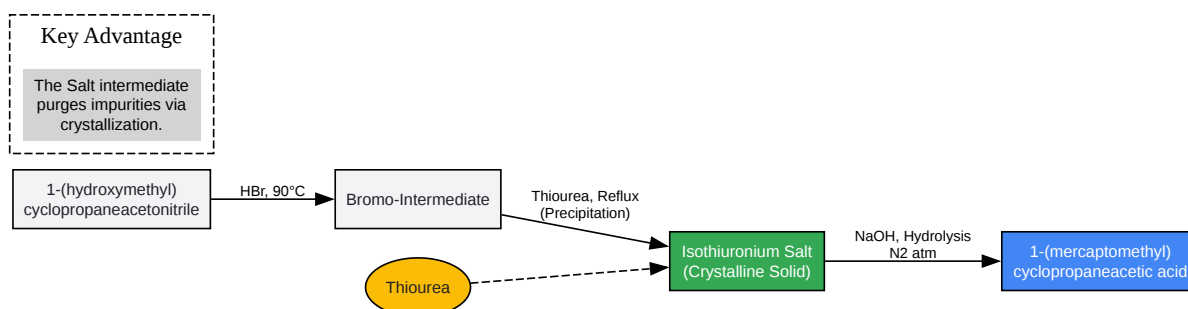 Key Advantage
The Salt intermediate
purges impurities via
crystallization.
1-(hydroxymethyl)
cyclopropaneacetonitrile
HBr, 90°C
Bromo-Intermediate
Thiourea, Reflux
(Precipitation)
Thiourea
Isothiuronium Salt
(Crystalline Solid)
NaOH, Hydrolysis
N2 atm
1-(mercaptomethyl)
cyclopropaneacetic acid